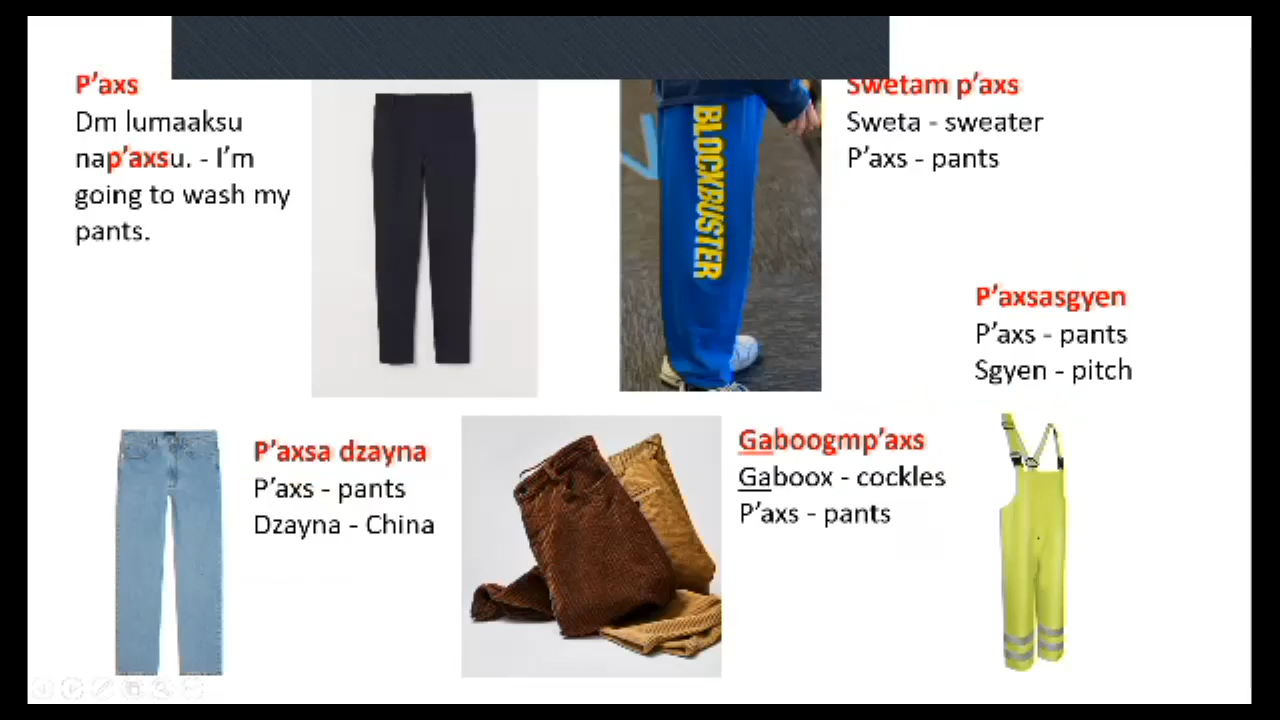 P’axs
Dm lumaaksu
nap’axsu. - I’m
going to wash my
pants.
BLOCKBUSTER
Swetam p’axs
Sweta - sweater
P’axs - pants
P’axsasgyen
P’axs - pants
Sgyen - pitch
P’axsa dzayna
P’axs - pants
Dzayna - China
Gaboogmp’axs
Gaboox - cockles
P’axs - pants